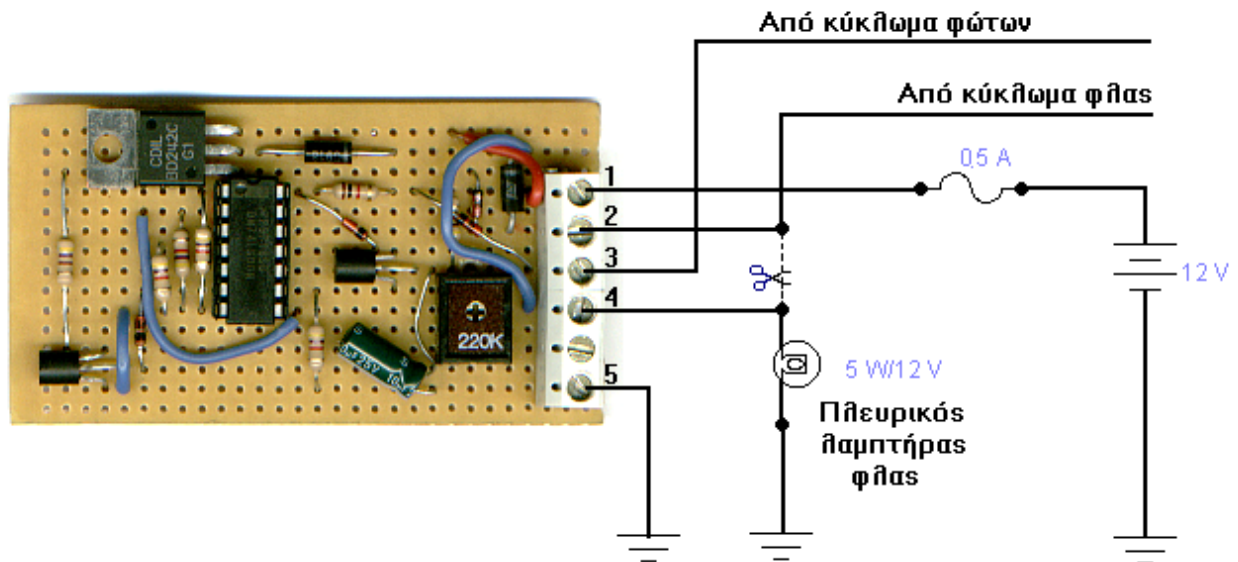 Από κύκλωμα φώτων
Από κύκλωμα φλας
0,5 A
CDIL
BD242C
G1
1
2
3
4
5
220K
12 V
5 W/12 V
Πλευρικός
λαμπτήρας
φλας